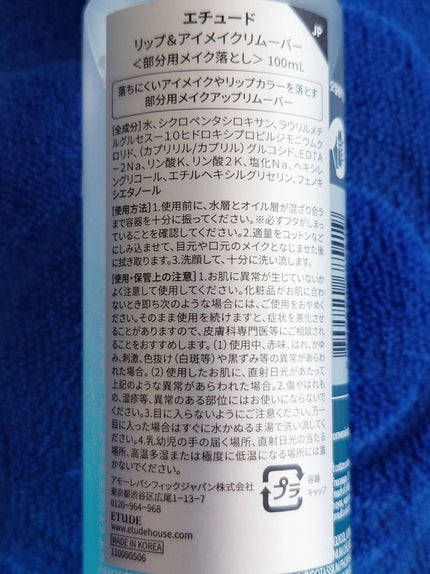 エチュード
JP
リップ&アイメイクリムーバー
<部分用メイク落とし> 100mL
落ちにくいアイメイクやリップカラーを落とす
部分用メイクアップリムーバー
[全成分]水、シクロペンタシロキサン、ラウリルメチ
ルグルセス−10ヒドロキシプロピルジモニウムク
ロリド、(カプリリル/カプリル)グルコシド、EDTA
−2Na、リン酸K、リン酸2K、塩化Na、ヘキシレ
ングリコール、エチルヘキシルグリセリン、フェノキ
シエタノール
[使用方法]1.使用前に、水層とオイル層が混ざり合う
まで容器を十分に振ってください。※必ずフタがしまっ
ていることを確認してください。2.適量をコットンなど
にしみ込ませて、目元や口元のメイクとなじませた後
に拭き取ります。3.洗顔して、十分に洗い流します。
[使用・保管上の注意]1.お肌に異常が生じていないか
よく注意して使用してください。化粧品がお肌に合わ
ないとき即ち次のような場合には、ご使用をおやめく
ださい。そのまま使用を続けますと、症状を悪化させ
ることがありますので、皮膚科専門医等にご相談され
ることをおすすめします。(1)使用中、赤味、はれ、かゆ
み、刺激、色抜け(白斑等)や黒ずみ等の異常があらわ
れた場合。(2)使用したお肌に、直射日光があたって
上記のような異常があらわれた場合。2.傷やはれも
の、湿疹等、異常のある部位にはお使いにならないで
ください。3.目に入らないようにご注意ください。万一
目に入った場合はすぐに水かぬるま湯で洗い流してく
ださい。4.乳幼児の手の届く場所、直射日光の当たる
場所、高温多湿または極度に低温になる場所には置
かないでください。
アモーレパシフィックジャパン株式会社
東京都渋谷区広尾1−13−7
0120−964−968
ETUDE
www.etudehouse.com
MADE IN KOREA
110090506
プラ
容器
キャップ